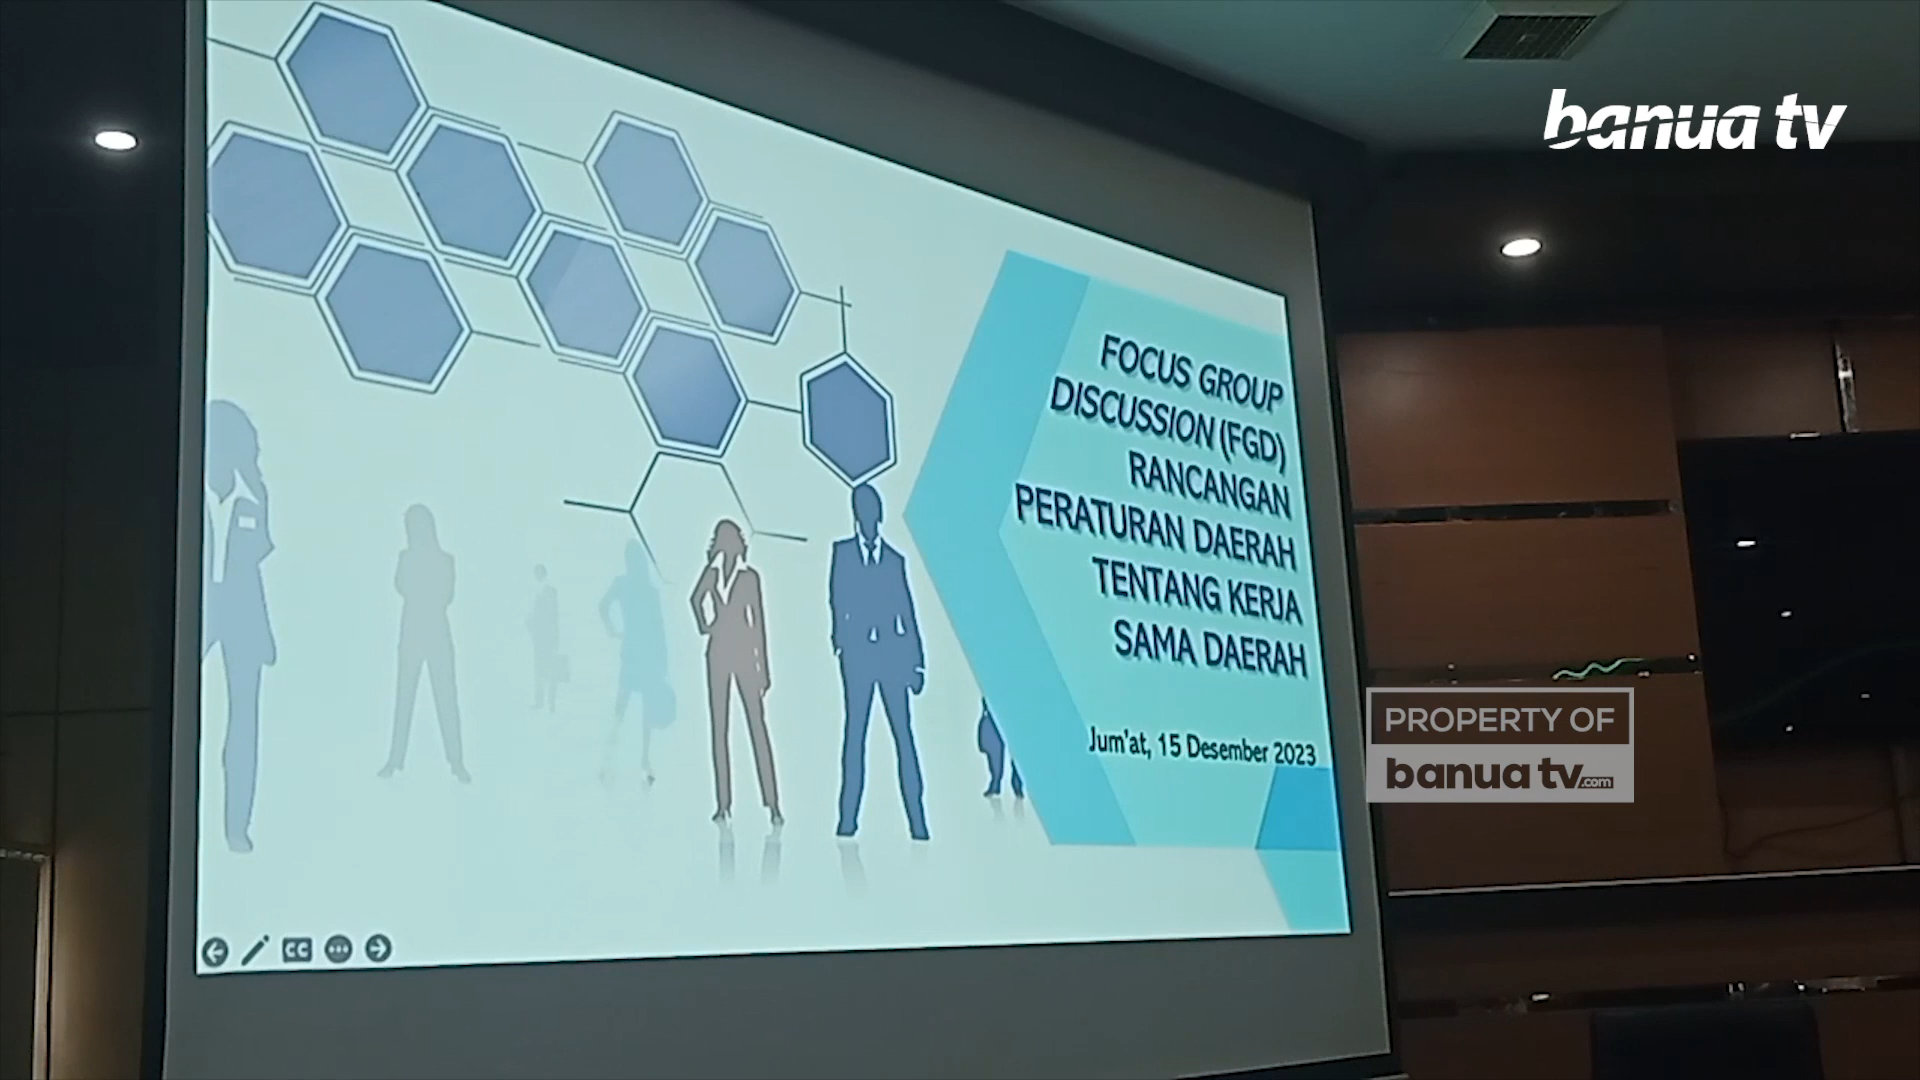 banua tv
FOCUS GROUP
DISCUSSION (FGD)
RANCANGAN
PERATURAN DAERAH
TENTANG KERJA
SAMA DAERAH
Jum'at, 15 Desember 2023
PROPERTY OF
banua tv.com
CC